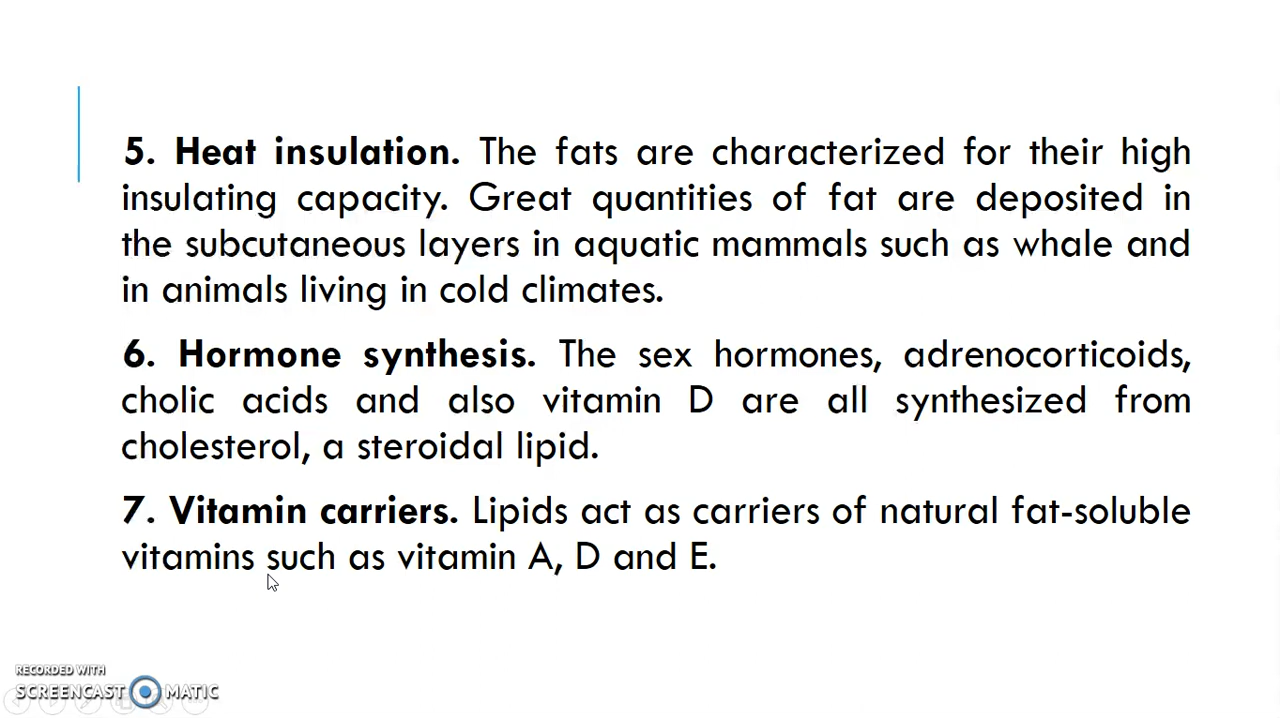 5. Heat insulation. The fats are characterized for their high
insulating capacity. Great quantities of fat are deposited in
the subcutaneous layers in aquatic mammals such as whale and
in animals living in cold climates.
6. Hormone synthesis. The sex hormones, adrenocorticoids,
cholic acids and also vitamin D are all synthesized from
cholesterol, a steroidal lipid.
7. Vitamin carriers. Lipids act as carriers of natural fat-soluble
vitamins such as vitamin A, D and E.
RECORDED WITH
SCREENCAST MATIC